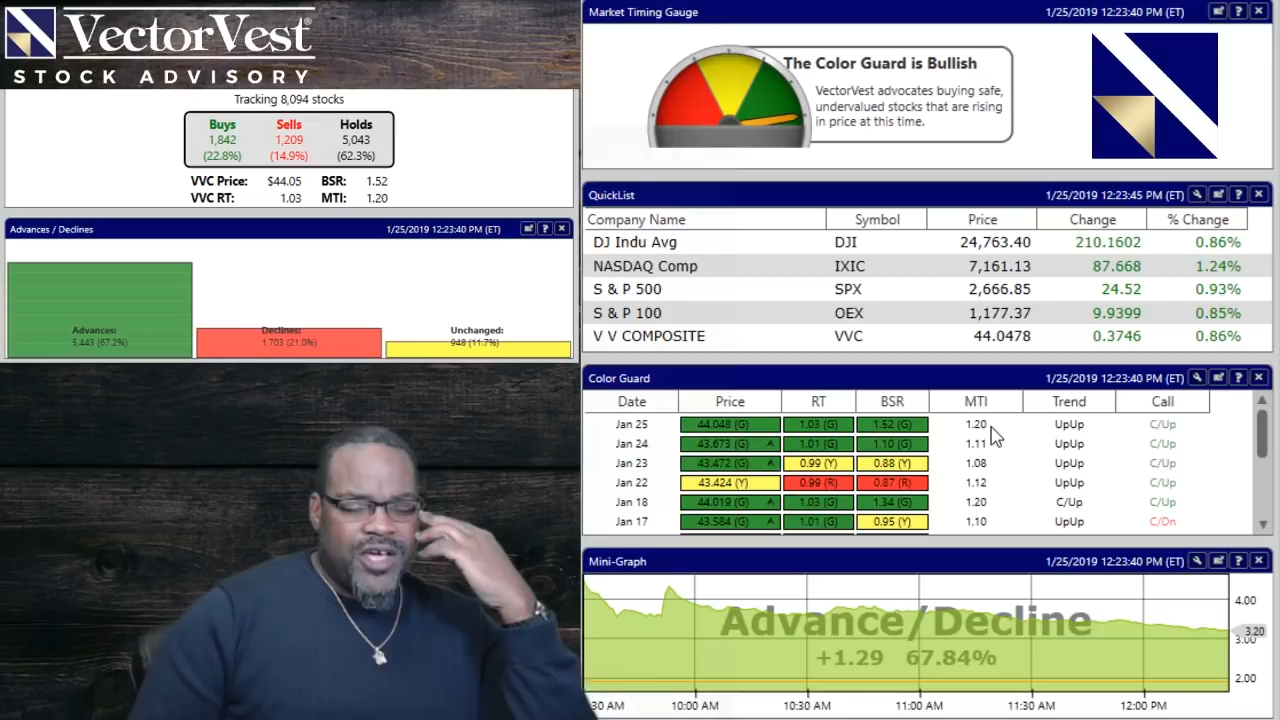 VectorVest®
STOCK ADVISORY
Tracking 8,094 stocks
Buys Sells Holds
1,842 1,209 5,043
(22.8%) (14.9%) (62.3%)
VVC Price: $44.05 BSR: 1.52
VVC RT: 1.03 MTI: 1.20
Advances / Declines 1/25/2019 12:23:40 PM (ET)
Advances: Declines: Unchanged:
5,443 (67.2%) 1,703 (21.0%) 948 (11.7%)
Market Timing Gauge 1/25/2019 12:23:40 PM (ET)
The Color Guard is Bullish
VectorVest advocates buying safe,
undervalued stocks that are rising
in price at this time.
QuickList 1/25/2019 12:23:45 PM (ET)
Company Name Symbol Price Change % Change
DJ Indu Avg DJI 24,763.40 210.1602 0.86%
NASDAQ Comp IXIC 7,161.13 87.668 1.24%
S & P 500 SPX 2,666.85 24.52 0.93%
S & P 100 OEX 1,177.37 9.9399 0.85%
V V COMPOSITE VVC 44.0478 0.3746 0.86%
Color Guard 1/25/2019 12:23:40 PM (ET)
Date Price RT BSR MTI Trend Call
Jan 25 44.048 (G) 1.03 (G) 1.52 (G) 1.20 UpUp C/Up
Jan 24 43.673 (G) ^ 1.01 (G) 1.10 (G) 1.11 UpUp C/Up
Jan 23 43.472 (G) ^ 0.99 (Y) 0.88 (Y) 1.08 UpUp C/Up
Jan 22 43.424 (Y) 0.99 (R) 0.87 (R) 1.12 UpUp C/Up
Jan 18 44.019 (G) ^ 1.03 (G) 1.34 (G) 1.20 C/Up C/Up
Jan 17 43.584 (G) ^ 1.01 (G) 0.95 (Y) 1.10 UpUp C/Dn
Mini-Graph 1/25/2019 12:23:40 PM (ET)
Advance/Decline
+1.29 67.84%
4.00
3.20
3.00
2.00
:30 AM 10:00 AM 10:30 AM 11:00 AM 11:30 AM 12:00 PM